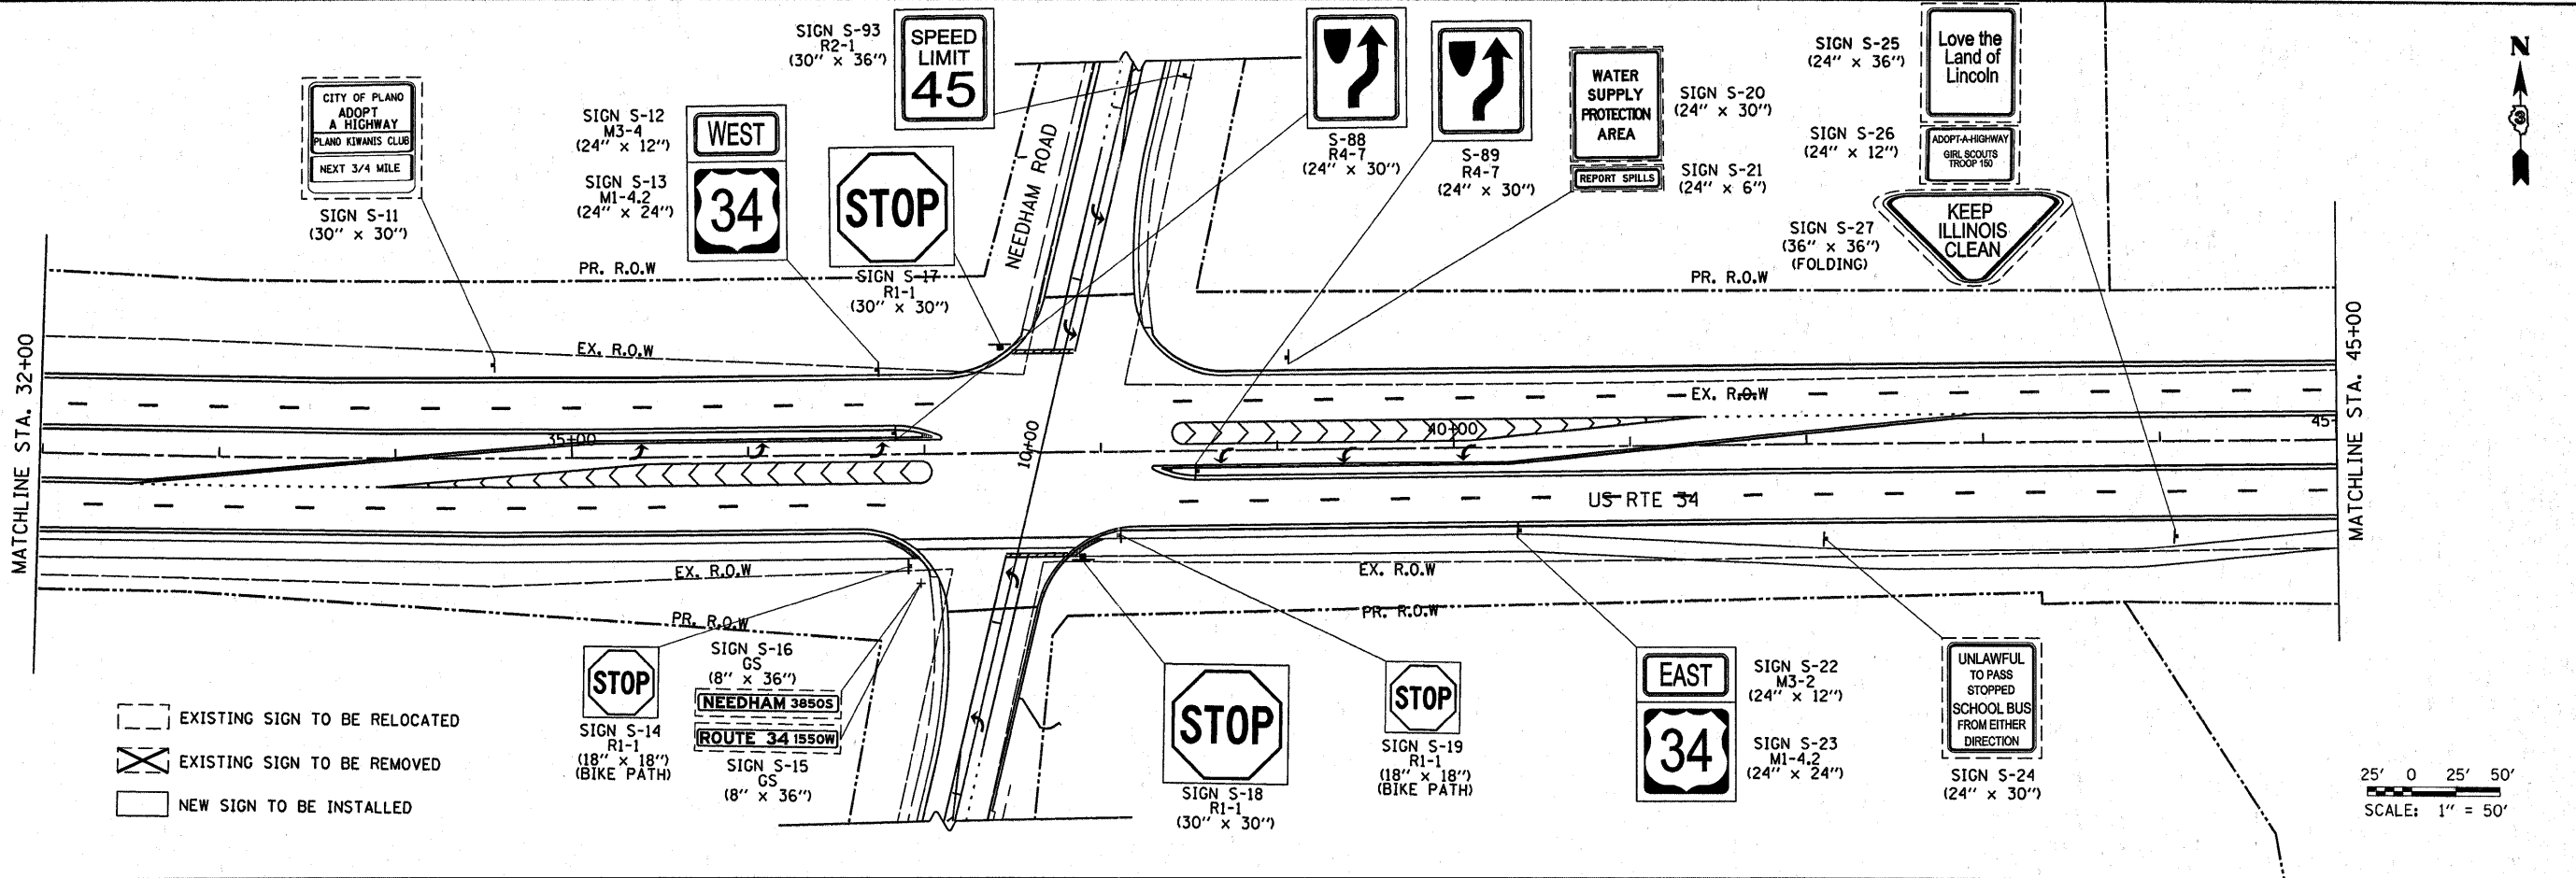 SIGN S-93
R2-1
(30" × 36")
SPEED
LIMIT
45
CITY OF PLANO
ADOPT
A HIGHWAY
PLANO KIWANIS CLUB
NEXT 3/4 MILE
SIGN S-11
(30" × 30")
SIGN S-12
M3-4
(24" × 12")
SIGN S-13
M1-4.2
(24" × 24")
WEST
34
STOP
SIGN S-17
R1-1
(30" × 30")
NEEDHAM ROAD
S-88
R4-7
(24" × 30")
S-89
R4-7
(24" × 30")
WATER
SUPPLY
PROTECTION
AREA
REPORT SPILLS
SIGN S-20
(24" × 30")
SIGN S-21
(24" × 6")
SIGN S-25
(24" × 36")
Love the
Land of
Lincoln
SIGN S-26
(24" × 12")
ADOPT-A-HIGHWAY
GIRL SCOUTS
TROOP 150
SIGN S-27
(36" × 36")
(FOLDING)
KEEP
ILLINOIS
CLEAN
N
PR. R.O.W
PR. R.O.W
EX. R.O.W
EX. R.O.W
MATCHLINE STA. 32+00
MATCHLINE STA. 45+00
35+00
10+00
40+00
45
US RTE 34
EX. R.O.W
EX. R.O.W
PR. R.O.W
PR. R.O.W
STOP
SIGN S-14
R1-1
(18" × 18")
(BIKE PATH)
SIGN S-16
GS
(8" × 36")
NEEDHAM 3850S
ROUTE 34 1550W
SIGN S-15
GS
(8" × 36")
STOP
SIGN S-18
R1-1
(30" × 30")
STOP
SIGN S-19
R1-1
(18" × 18")
(BIKE PATH)
EAST
34
SIGN S-22
M3-2
(24" × 12")
SIGN S-23
M1-4.2
(24" × 24")
UNLAWFUL
TO PASS
STOPPED
SCHOOL BUS
FROM EITHER
DIRECTION
SIGN S-24
(24" × 30")
EXISTING SIGN TO BE RELOCATED
EXISTING SIGN TO BE REMOVED
NEW SIGN TO BE INSTALLED
25' 0 25' 50'
SCALE: 1" = 50'